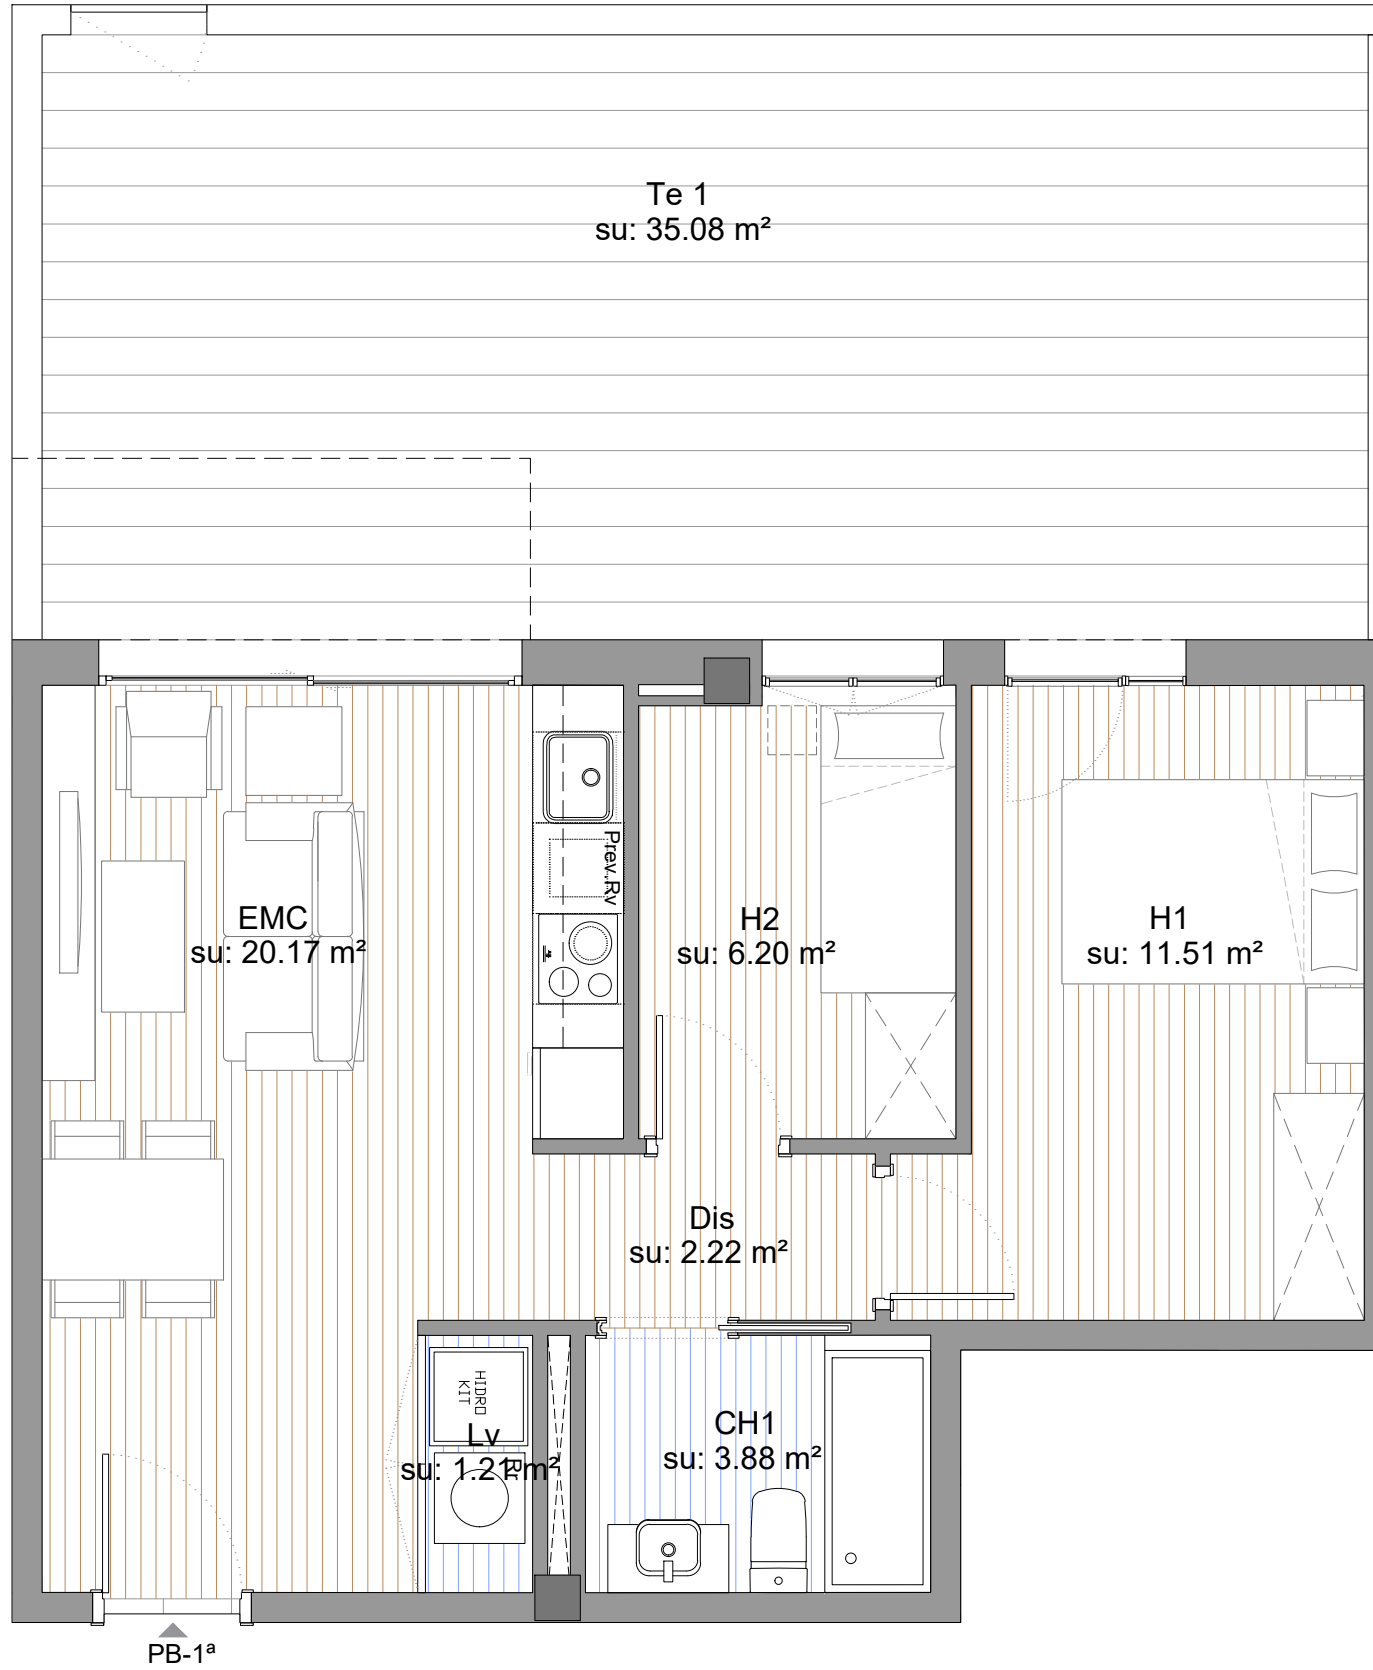 Te 1
su: 35.08 m²
Prev.Rv
EMC
su: 20.17 m²
H2
su: 6.20 m²
H1
su: 11.51 m²
Dis
su: 2.22 m²
HIDRO
KIT
Lv
su: 1.21 m²
CH1
su: 3.88 m²
PB-1ª